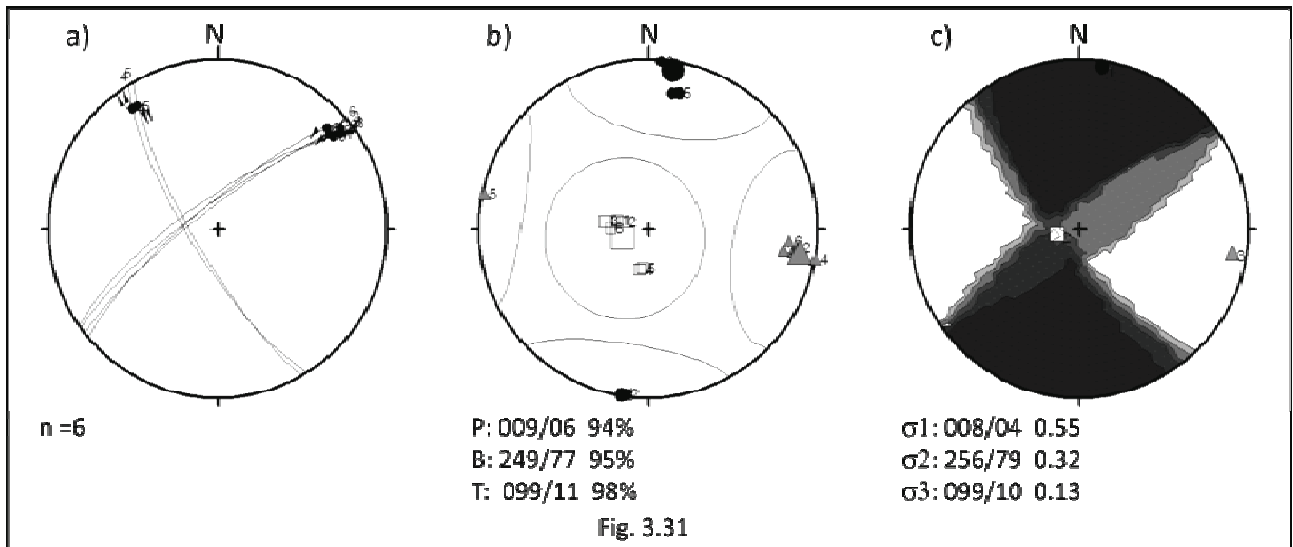 a)
N
n =6
b)
N
P: 009/06 94%
B: 249/77 95%
T: 099/11 98%
c)
N
σ1: 008/04 0.55
σ2: 256/79 0.32
σ3: 099/10 0.13
Fig. 3.31